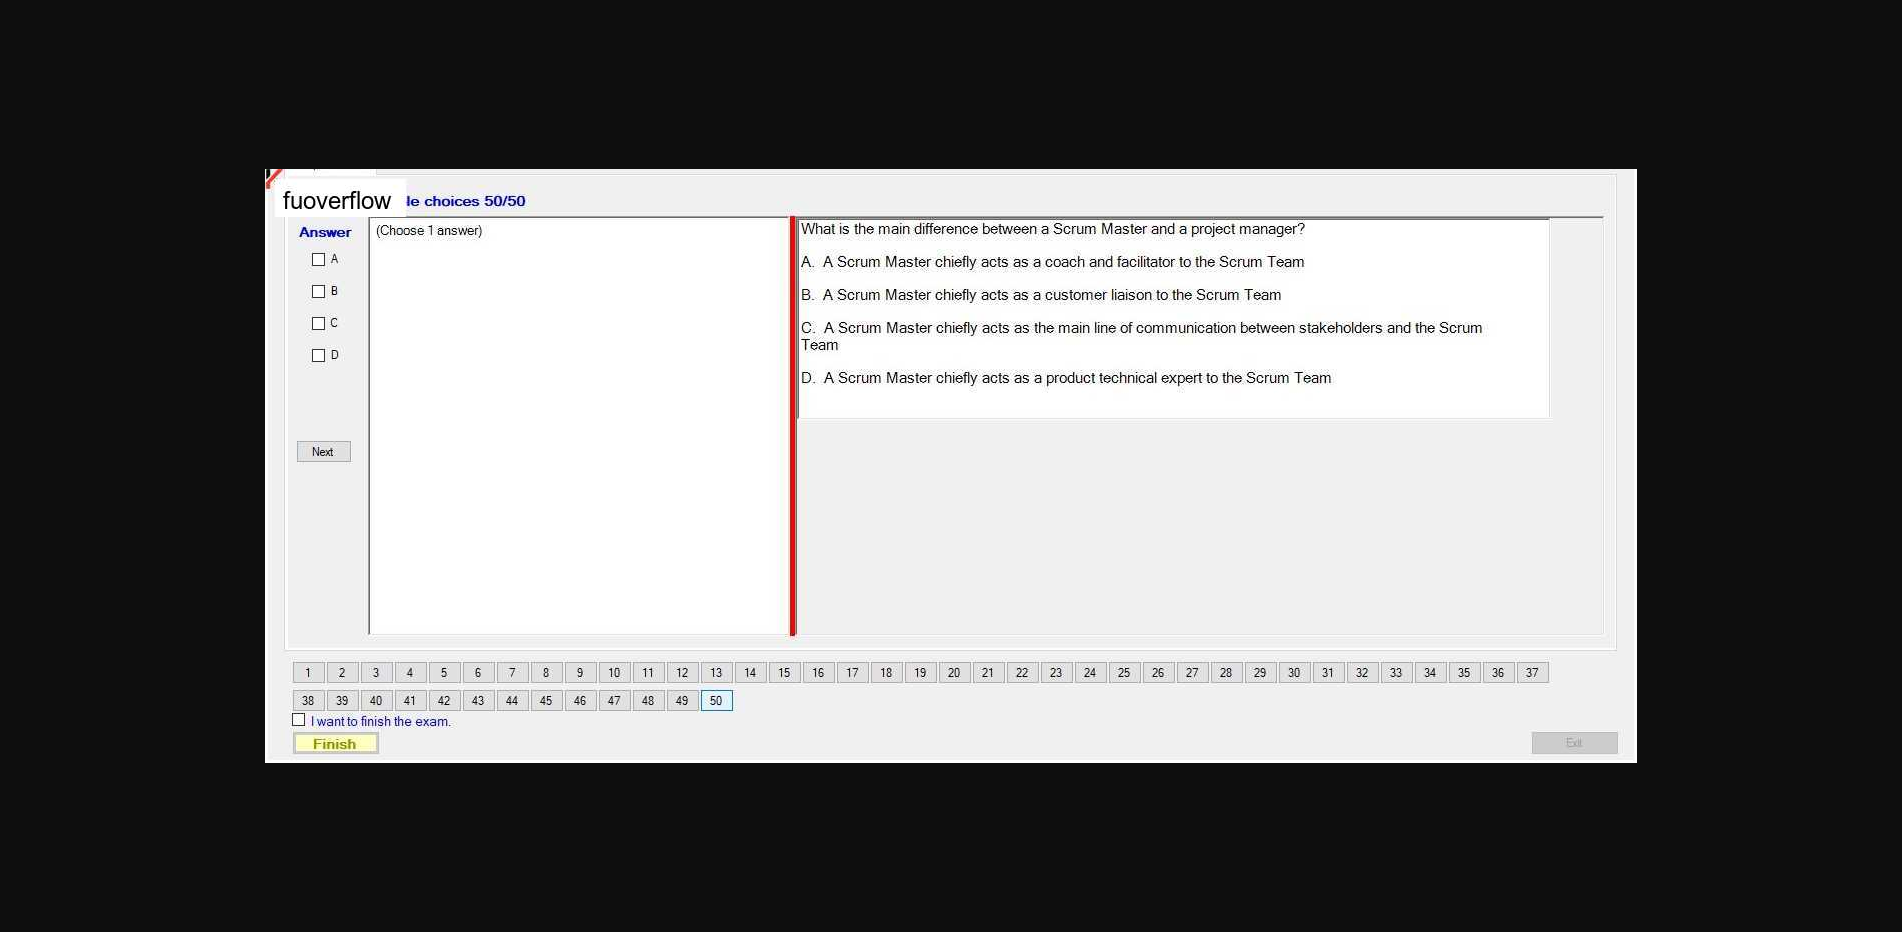 fuoverflow
le choices 50/50
Answer
(Choose 1 answer)
A
B
C
D
Next
What is the main difference between a Scrum Master and a project manager?
A. A Scrum Master chiefly acts as a coach and facilitator to the Scrum Team
B. A Scrum Master chiefly acts as a customer liaison to the Scrum Team
C. A Scrum Master chiefly acts as the main line of communication between stakeholders and the Scrum
Team
D. A Scrum Master chiefly acts as a product technical expert to the Scrum Team
1 2 3 4 5 6 7 8 9 10 11 12 13 14 15 16 17 18 19 20 21 22 23 24 25 26 27 28 29 30 31 32 33 34 35 36 37
38 39 40 41 42 43 44 45 46 47 48 49 50
I want to finish the exam.
Finish
Exit